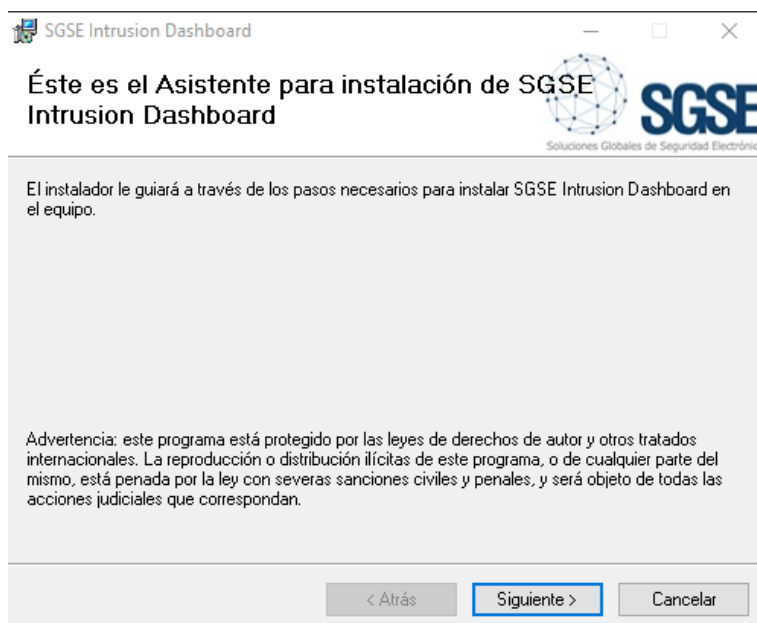 SGSE Intrusion Dashboard
Éste es el Asistente para instalación de SGSE
Intrusion Dashboard
SGSE
Soluciones Globales de Seguridad Electrónic
El instalador le guiará a través de los pasos necesarios para instalar SGSE Intrusion Dashboard en
el equipo.
Advertencia: este programa está protegido por las leyes de derechos de autor y otros tratados
internacionales. La reproducción o distribución ilícitas de este programa, o de cualquier parte del
mismo, está penada por la ley con severas sanciones civiles y penales, y será objeto de todas las
acciones judiciales que correspondan.
< Atrás
Siguiente >
Cancelar